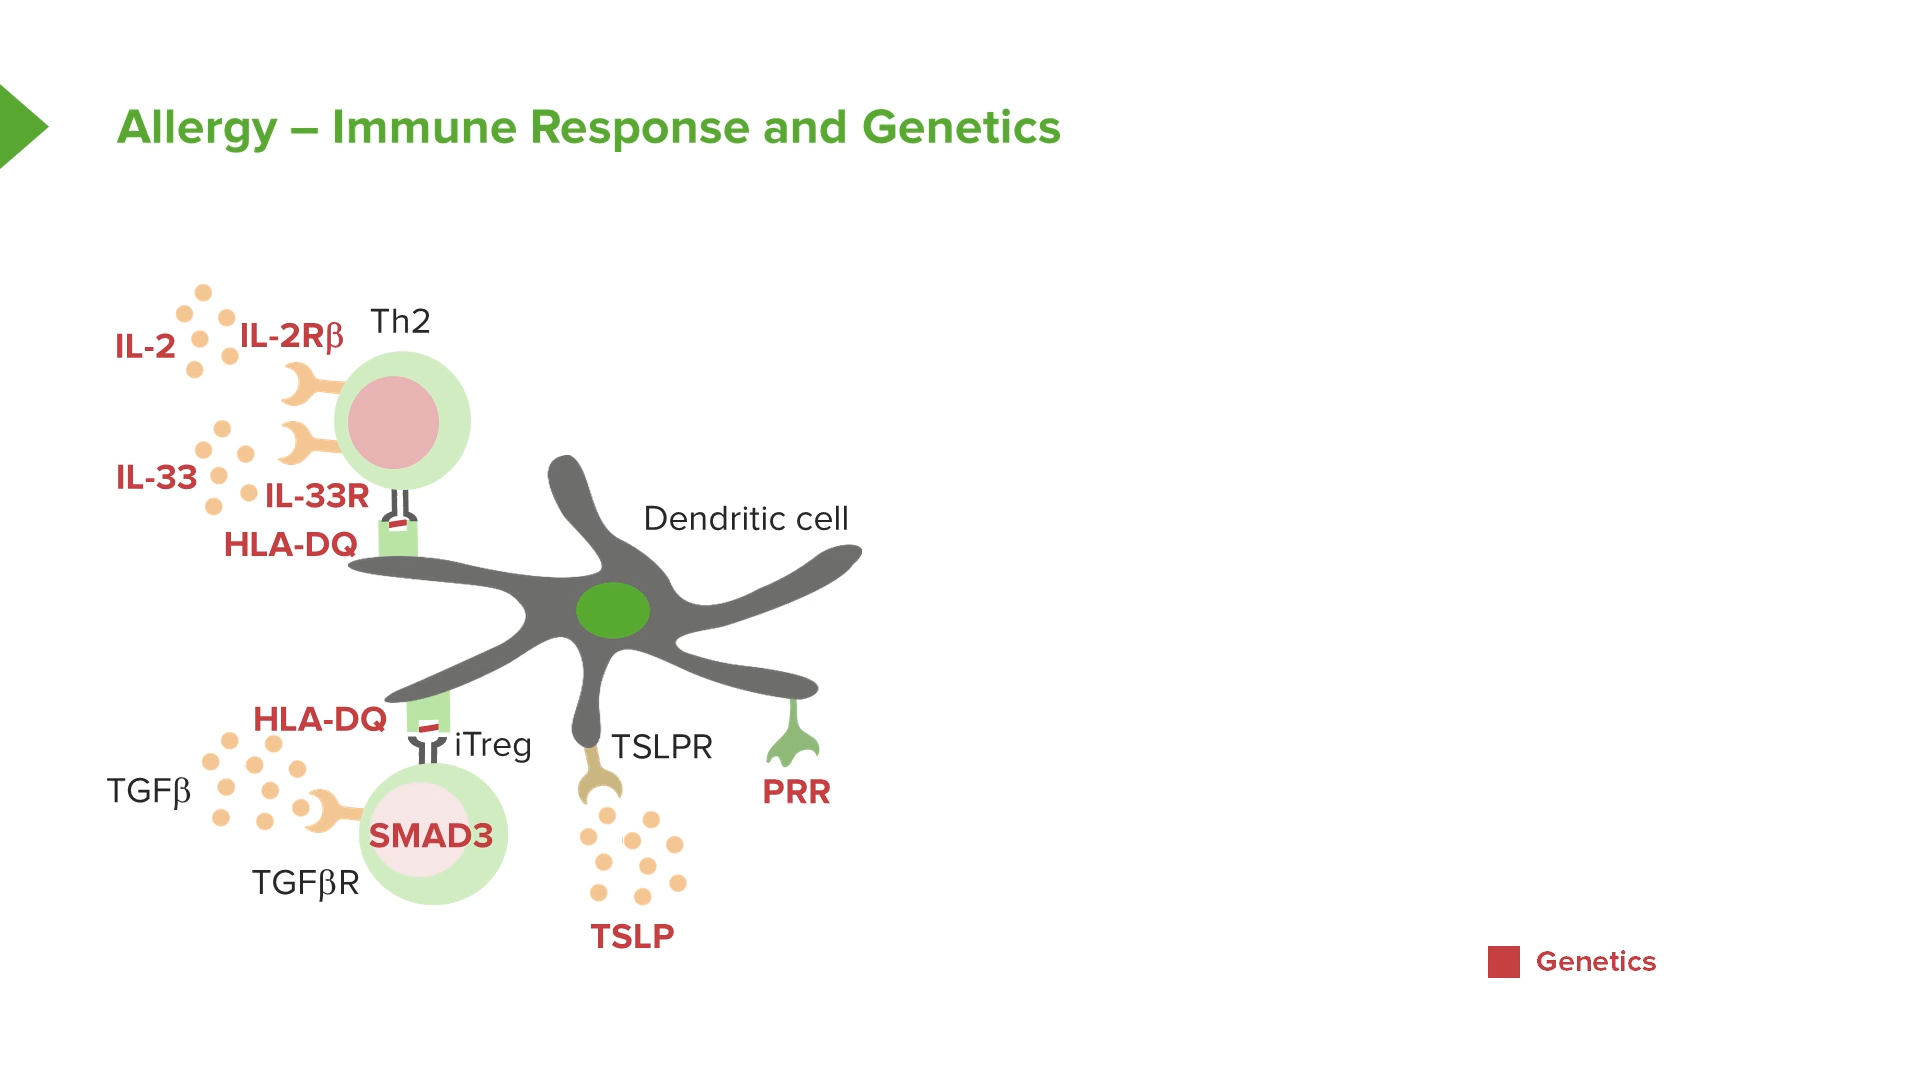 Allergy – Immune Response and Genetics
Th2
IL-2
IL-2Rβ
IL-33
IL-33R
HLA-DQ
Dendritic cell
HLA-DQ
iTreg
TSLPR
TGFβ
PRR
SMAD3
TGFβR
TSLP
Genetics